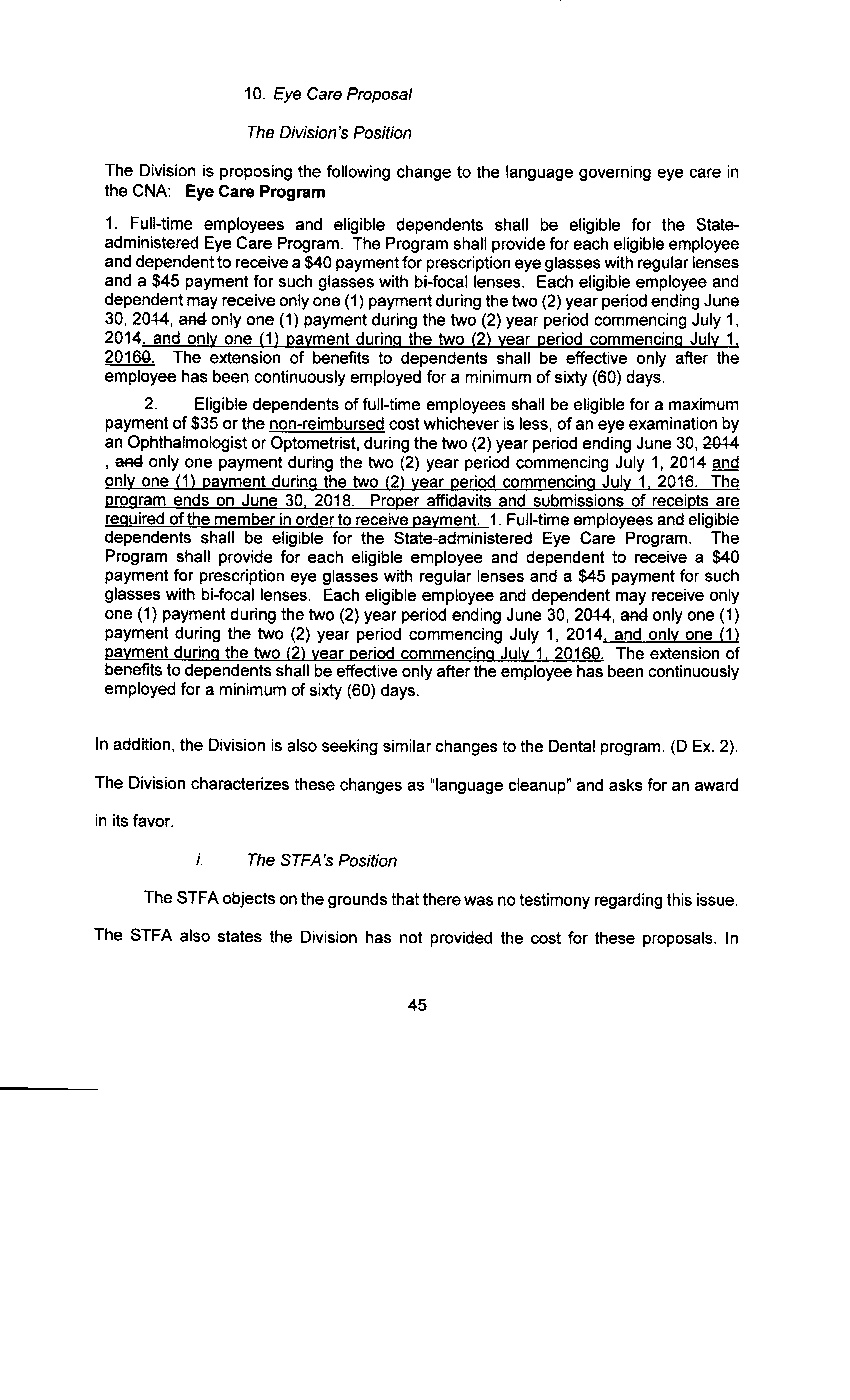 10. Eye Care Proposal
The Division's Position
The Division is proposing the following change to the language governing eye care in
the CNA: Eye Care Program
1. Full-time employees and eligible dependents shall be eligible for the State-
administered Eye Care Program. The Program shall provide for each eligible employee
and dependent to receive a $40 payment for prescription eye glasses with regular lenses
and a $45 payment for such glasses with bi-focal lenses. Each eligible employee and
dependent may receive only one (1) payment during the two (2) year period ending June
30, 2014, and only one (1) payment during the two (2) year period commencing July 1,
2014, and only one (1) payment during the two (2) year period commencing July 1,
20160. The extension of benefits to dependents shall be effective only after the
employee has been continuously employed for a minimum of sixty (60) days.
2. Eligible dependents of full-time employees shall be eligible for a maximum
payment of $35 or the non-reimbursed cost whichever is less, of an eye examination by
an Ophthalmologist or Optometrist, during the two (2) year period ending June 30, 2014
, and only one payment during the two (2) year period commencing July 1, 2014 and
only one (1) payment during the two (2) year period commencing July 1, 2016. The
program ends on June 30, 2018. Proper affidavits and submissions of receipts are
required of the member in order to receive payment. 1. Full-time employees and eligible
dependents shall be eligible for the State-administered Eye Care Program. The
Program shall provide for each eligible employee and dependent to receive a $40
payment for prescription eye glasses with regular lenses and a $45 payment for such
glasses with bi-focal lenses. Each eligible employee and dependent may receive only
one (1) payment during the two (2) year period ending June 30, 2014, and only one (1)
payment during the two (2) year period commencing July 1, 2014, and only one (1)
payment during the two (2) year period commencing July 1, 20160. The extension of
benefits to dependents shall be effective only after the employee has been continuously
employed for a minimum of sixty (60) days.
In addition, the Division is also seeking similar changes to the Dental program. (D Ex. 2).
The Division characterizes these changes as "language cleanup" and asks for an award
in its favor.
i. The STFA's Position
The STFA objects on the grounds that there was no testimony regarding this issue.
The STFA also states the Division has not provided the cost for these proposals. In
45